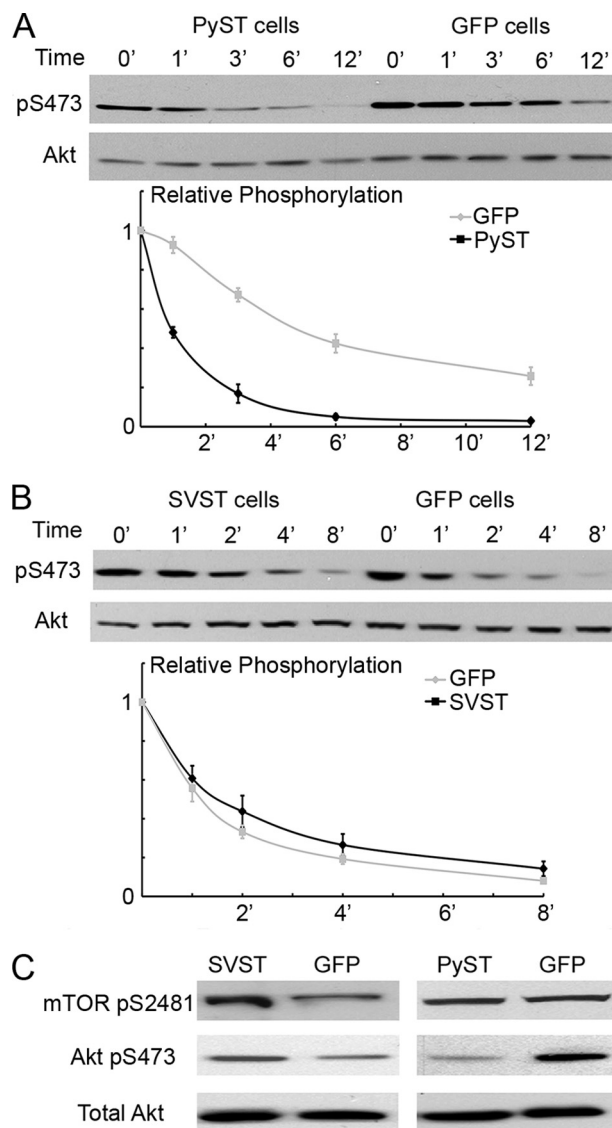 A
PyST cells GFP cells
Time 0’ 1’ 3’ 6’ 12’ 0’ 1’ 3’ 6’ 12’
pS473
Akt
Relative Phosphorylation
GFP
PyST
1
0
2’ 4’ 6’ 8’ 10’ 12’
B
SVST cells GFP cells
Time 0’ 1’ 2’ 4’ 8’ 0’ 1’ 2’ 4’ 8’
pS473
Akt
Relative Phosphorylation
GFP
SVST
1
0
2’ 4’ 6’ 8’
C
SVST GFP PyST GFP
mTOR pS2481
Akt pS473
Total Akt